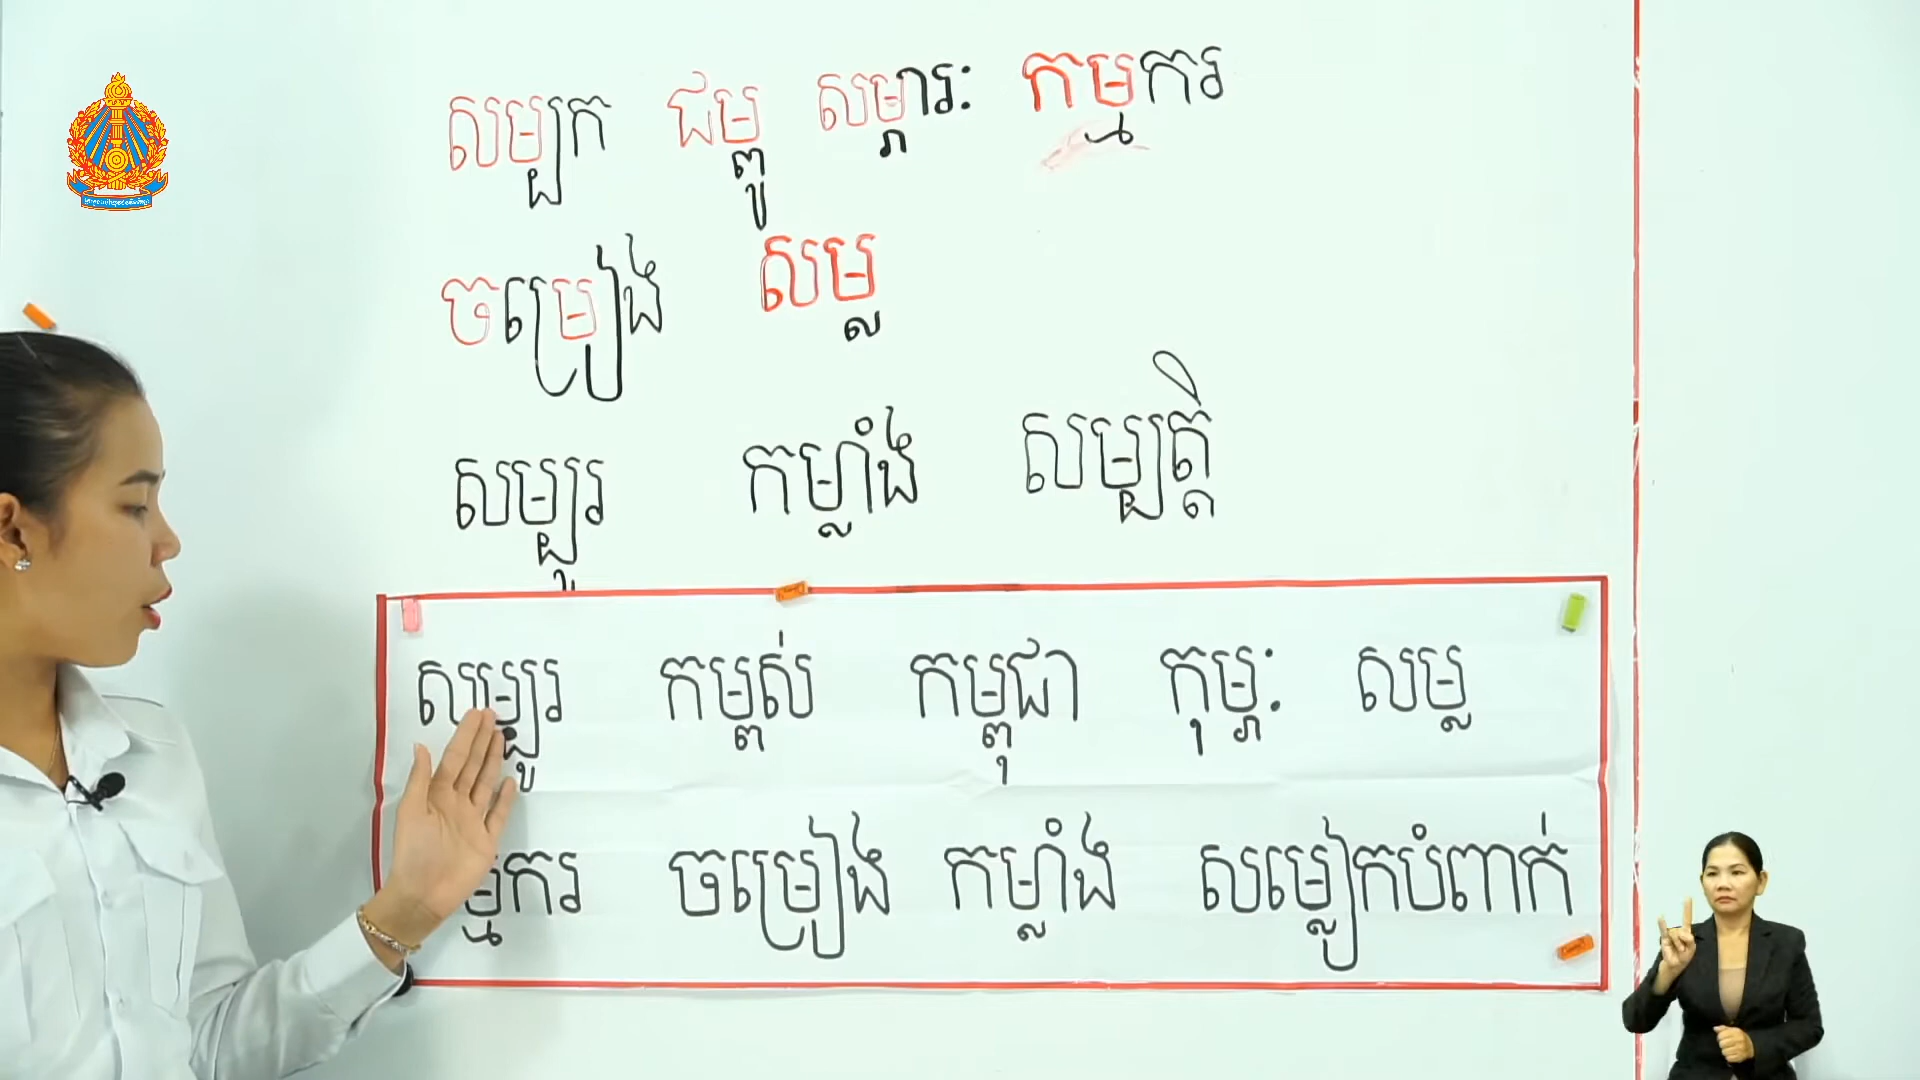 សម្បក ជម្ពូ សម្ភារៈ កម្មករ
ចម្រៀង សម្ល
សម្បូរ កម្លាំង សម្បត្តិ
សម្បូរ កម្ពស់ កម្ពុជា កុម្ភៈ សម្ល
ម្មករ ចម្រៀង កម្លាំង សម្លៀកបំពាក់